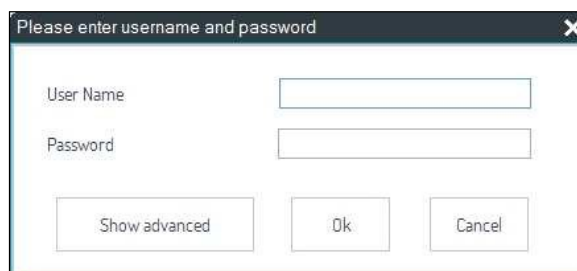 Please enter username and password
User Name
Password
Show advanced
Ok
Cancel